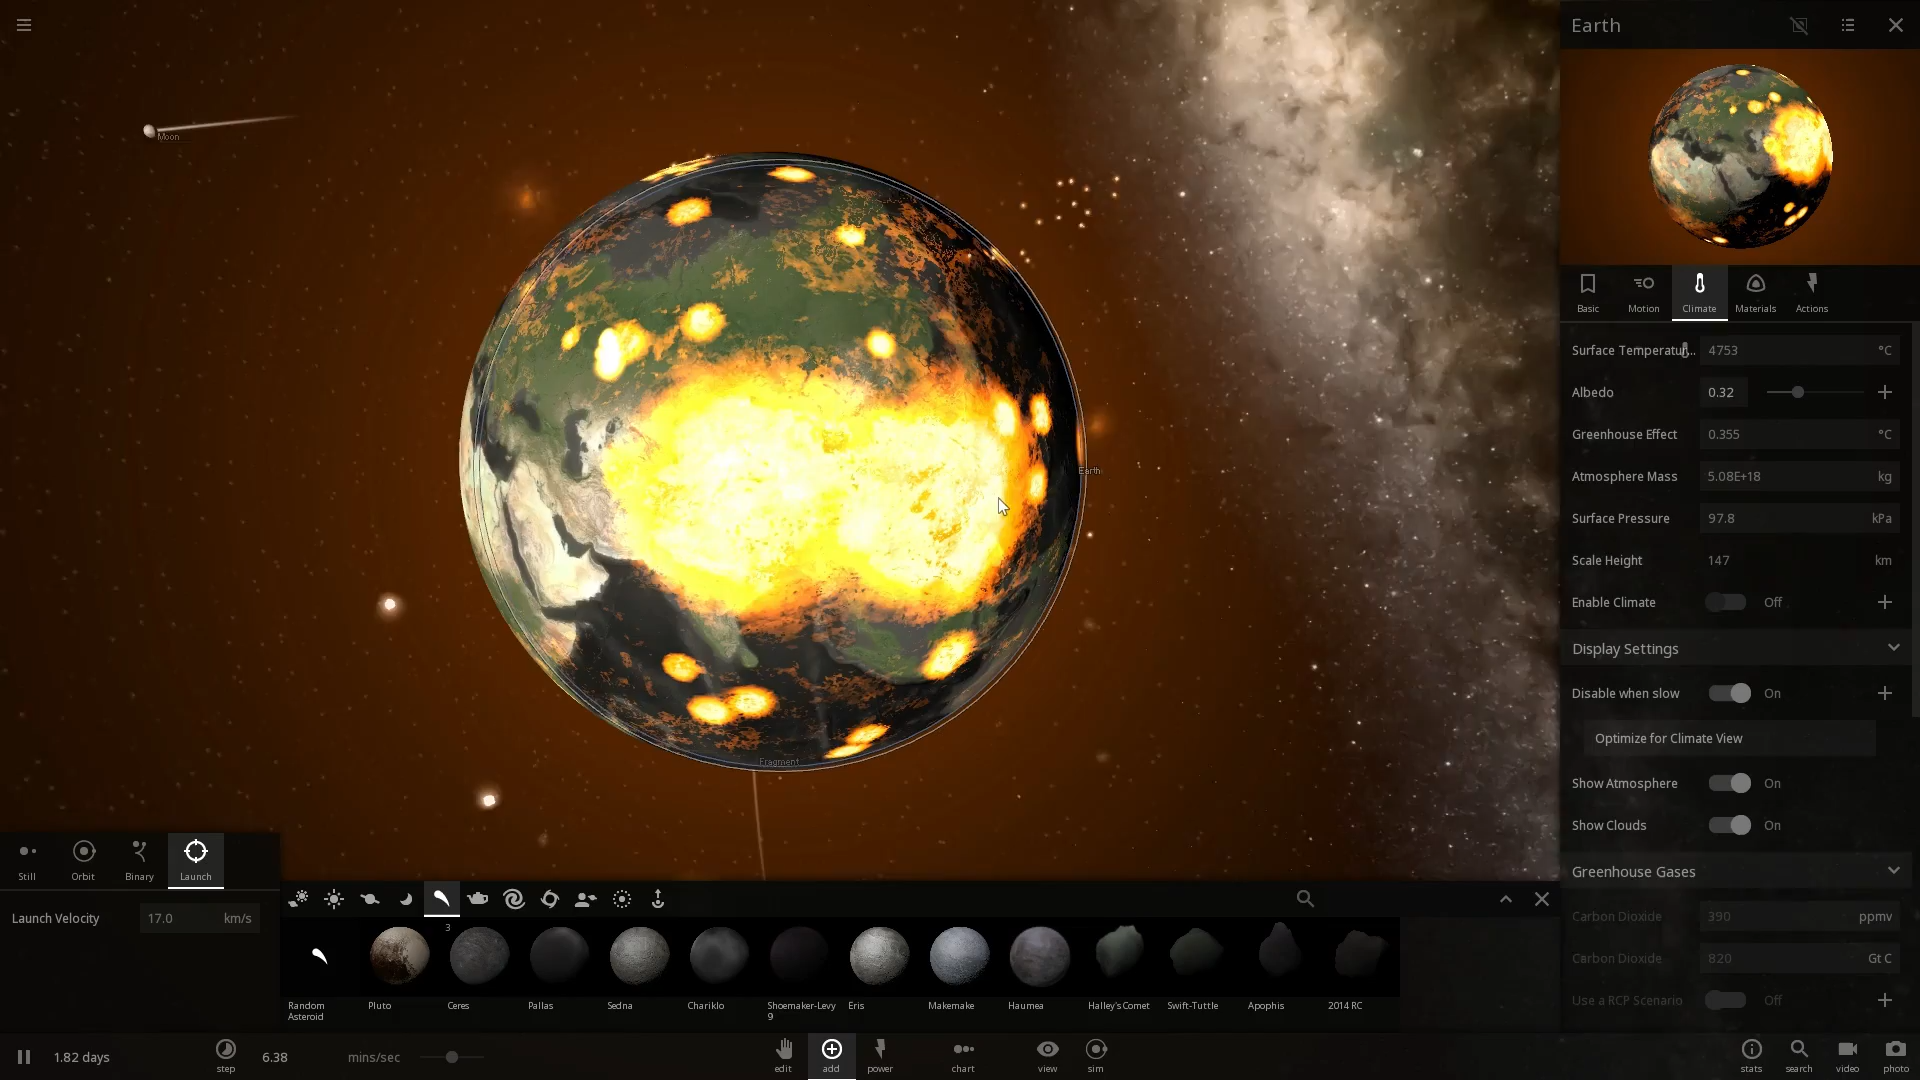 Earth
Moon
Earth
Fragment
Basic
Motion
Climate
Materials
Actions
Surface Temperatur... 4753 °C
Albedo 0.32
Greenhouse Effect 0.355 °C
Atmosphere Mass 5.08E+18 kg
Surface Pressure 97.8 kPa
Scale Height 147 km
Enable Climate Off
Display Settings
Disable when slow On
Optimize for Climate View
Show Atmosphere On
Show Clouds On
Greenhouse Gases
Carbon Dioxide 390 ppmv
Carbon Dioxide 820 Gt C
Use a RCP Scenario Off
Still
Orbit
Binary
Launch
Launch Velocity 17.0 km/s
3
Random
Asteroid
Pluto
Ceres
Pallas
Sedna
Chariklo
Shoemaker-Levy
9
Eris
Makemake
Haumea
Halley's Comet
Swift-Tuttle
Apophis
2014 RC
1.82 days
step
6.38 mins/sec
edit
add
power
chart
view
sim
stats
search
video
photo